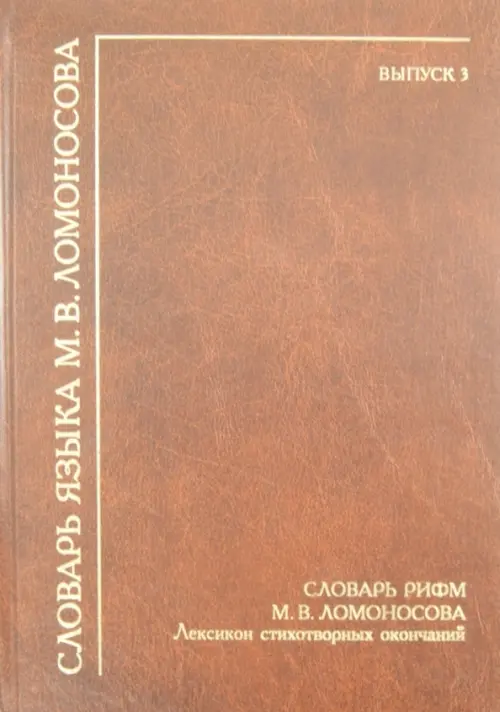 СЛОВАРЬ ЯЗЫКА М. В. ЛОМОНОСОВА
ВЫПУСК 3
СЛОВАРЬ РИФМ
М. В. ЛОМОНОСОВА
Лексикон стихотворных окончаний